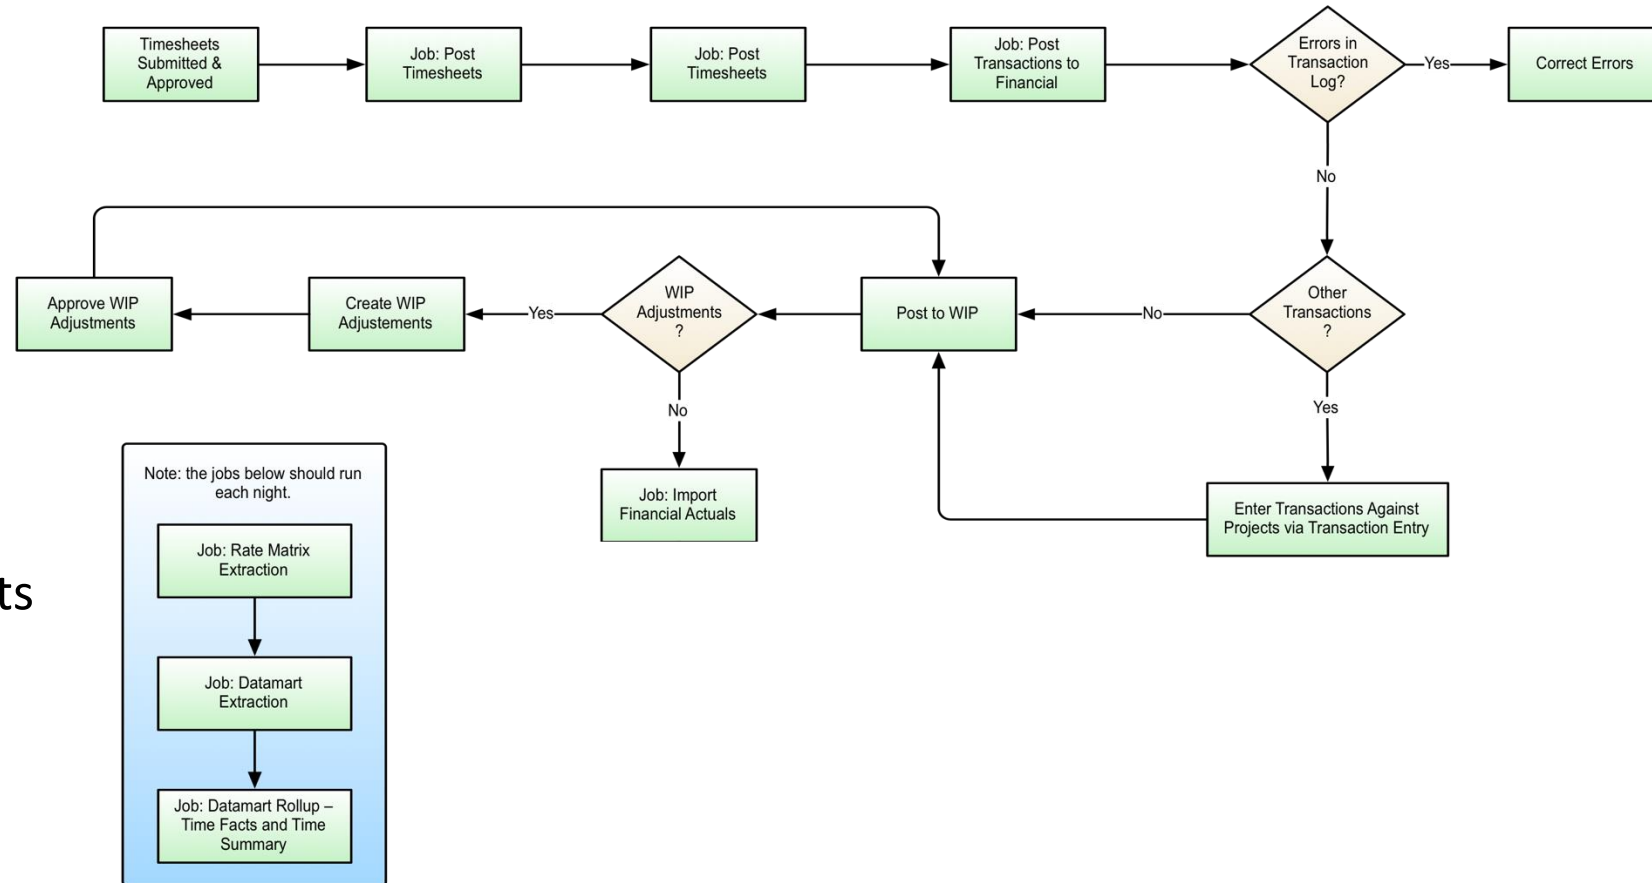 Timesheets
Submitted &
Approved
Job: Post
Timesheets
Job: Post
Timesheets
Job: Post
Transactions to
Financial
Errors in
Transaction
Log?
Yes
Correct Errors
No
Approve WIP
Adjustments
Create WIP
Adjustements
Yes
WIP
Adjustments
?
Post to WIP
No
Other
Transactions
?
No
Yes
Job: Import
Financial Actuals
Enter Transactions Against
Projects via Transaction Entry
ts
Note: the jobs below should run
each night.
Job: Rate Matrix
Extraction
Job: Datamart
Extraction
Job: Datamart Rollup –
Time Facts and Time
Summary